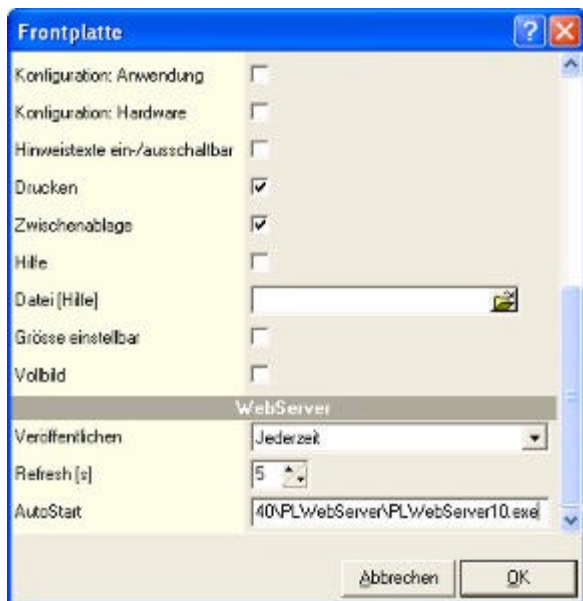 Frontplatte
Konfiguration: Anwendung
Konfiguration: Hardware
Hinweistexte ein-/ausschaltbar
Drucken
Zwischenablage
Hilfe
Datei [Hilfe]
Grösse einstellbar
Vollbild
WebServer
Veröffentlichen Jederzeit
Refresh [s] 5
AutoStart 40\PLWebServer\PLWebServer10.exe
Abbrechen OK